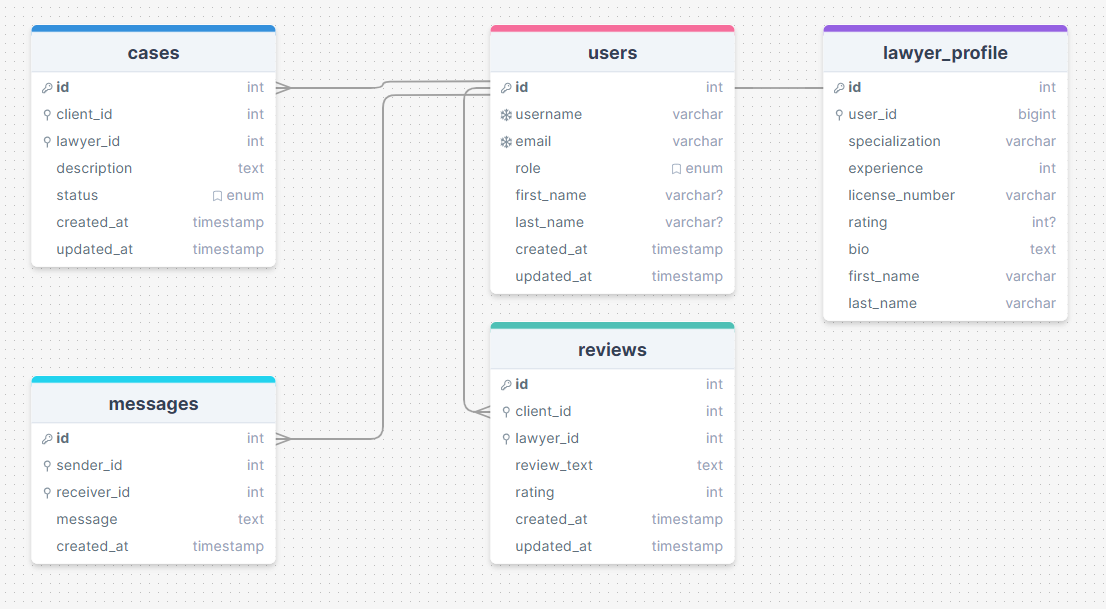 cases
id int
client_id int
lawyer_id int
description text
status enum
created_at timestamp
updated_at timestamp
users
id int
username varchar
email varchar
role enum
first_name varchar?
last_name varchar?
created_at timestamp
updated_at timestamp
lawyer_profile
id int
user_id bigint
specialization varchar
experience int
license_number varchar
rating int?
bio text
first_name varchar
last_name varchar
messages
id int
sender_id int
receiver_id int
message text
created_at timestamp
reviews
id int
client_id int
lawyer_id int
review_text text
rating int
created_at timestamp
updated_at timestamp